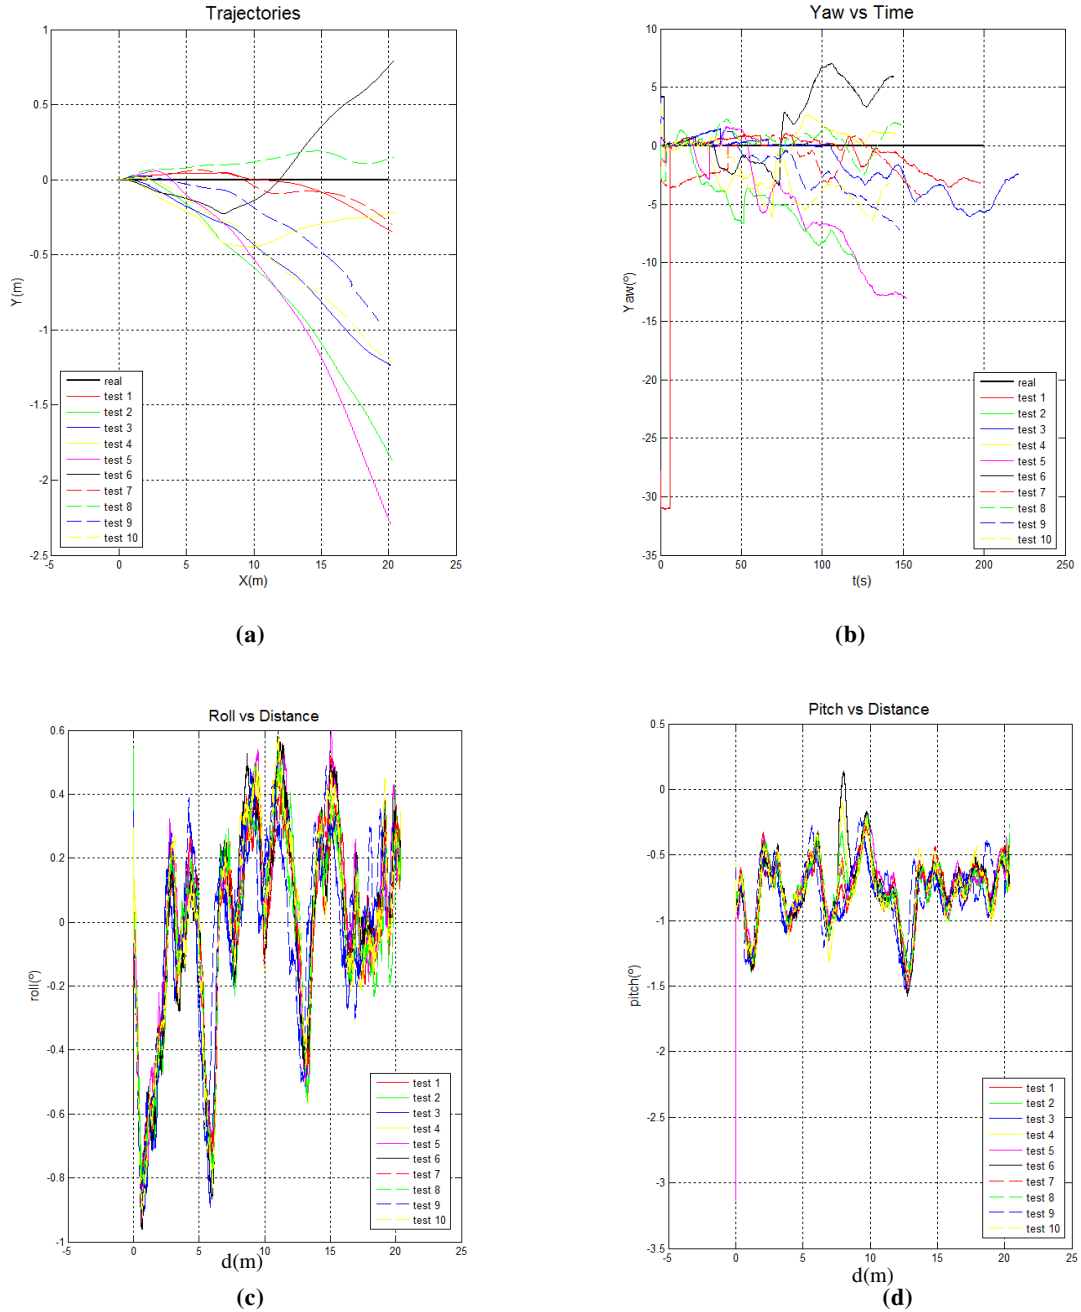 Trajectories
1
0.5
0
-0.5
-1
-1.5
-2
-2.5
-5
0
5
10
15
20
25
Y(m)
X(m)
real
test 1
test 2
test 3
test 4
test 5
test 6
test 7
test 8
test 9
test 10
(a)
Yaw vs Time
10
5
0
-5
-10
-15
-20
-25
-30
-35
0
50
100
150
200
250
Yaw(º)
t(s)
real
test 1
test 2
test 3
test 4
test 5
test 6
test 7
test 8
test 9
test 10
(b)
Roll vs Distance
0.6
0.4
0.2
0
-0.2
-0.4
-0.6
-0.8
-1
-5
0
5
10
15
20
25
roll(º)
d(m)
test 1
test 2
test 3
test 4
test 5
test 6
test 7
test 8
test 9
test 10
(c)
Pitch vs Distance
0.5
0
-0.5
-1
-1.5
-2
-2.5
-3
-3.5
-5
0
5
10
15
20
25
pitch(º)
d(m)
test 1
test 2
test 3
test 4
test 5
test 6
test 7
test 8
test 9
test 10
(d)